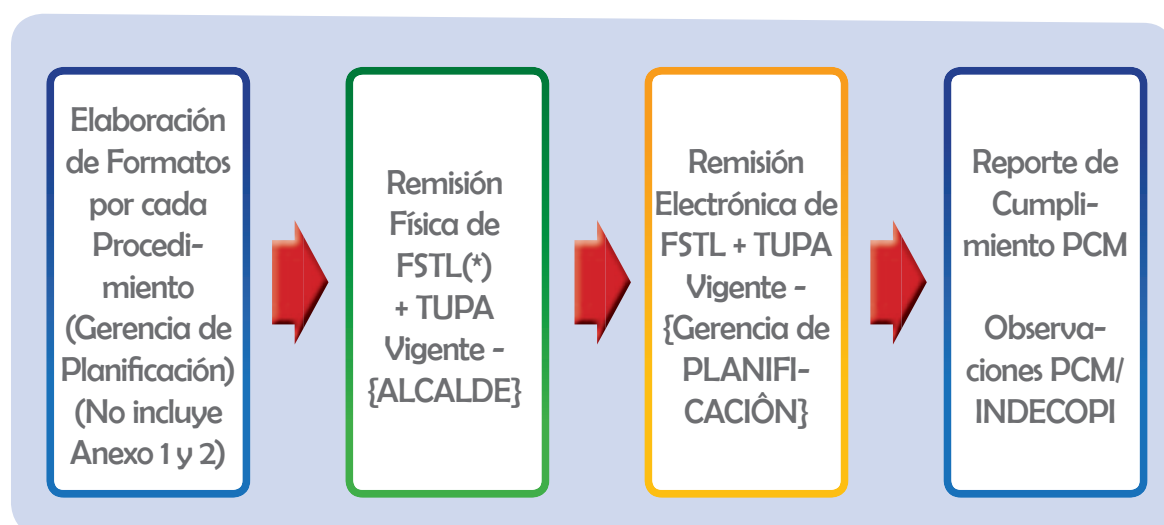 Elaboración
de Formatos
por cada
Procedi-
miento
(Gerencia de
Planificación)
(No incluye
Anexo 1 y 2)
Remisión
Física de
FSTL(*)
+ TUPA
Vigente -
{ALCALDE}
Remisión
Electrónica de
FSTL + TUPA
Vigente -
{Gerencia de
PLANIFI-
CACIÔN}
Reporte de
Cumpli-
miento PCM
Observa-
ciones PCM/
INDECOPI